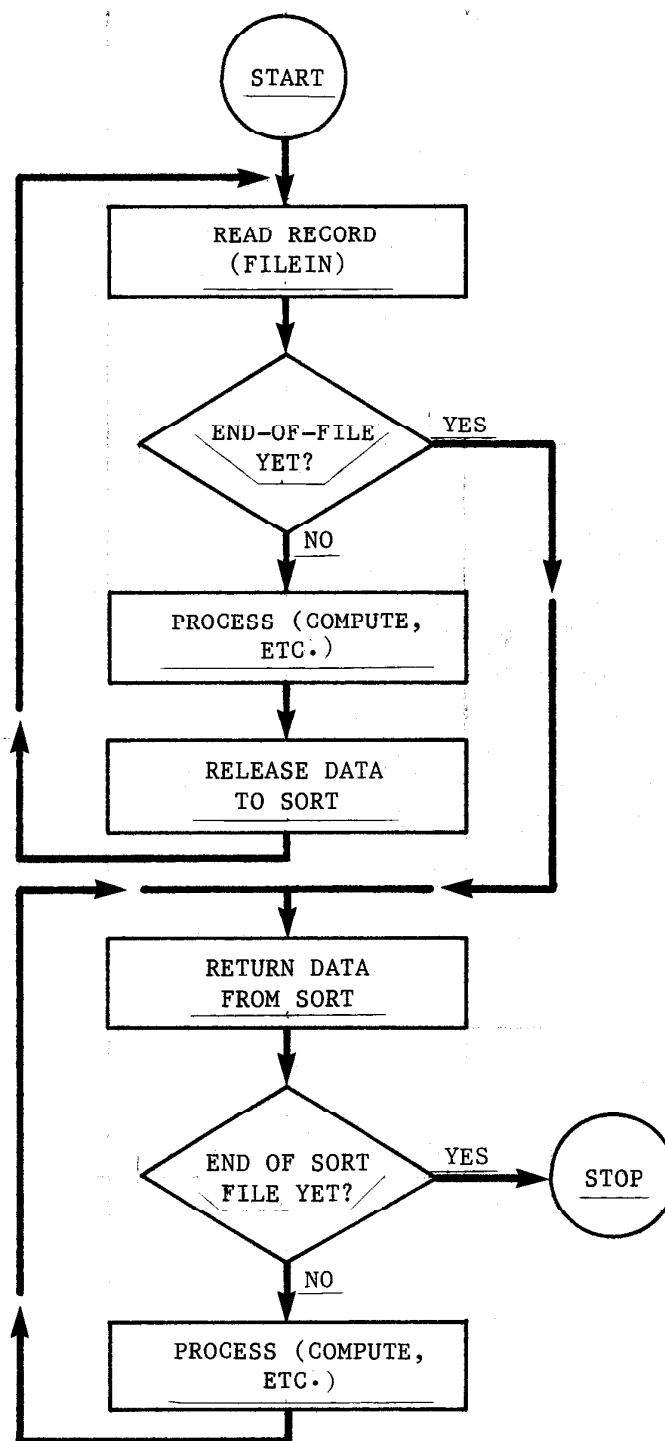 START
READ RECORD
(FILEIN)
END-OF-FILE
YET?
YES
NO
PROCESS (COMPUTE,
ETC.)
RELEASE DATA
TO SORT
RETURN DATA
FROM SORT
END OF SORT
FILE YET?
YES
STOP
NO
PROCESS (COMPUTE,
ETC.)